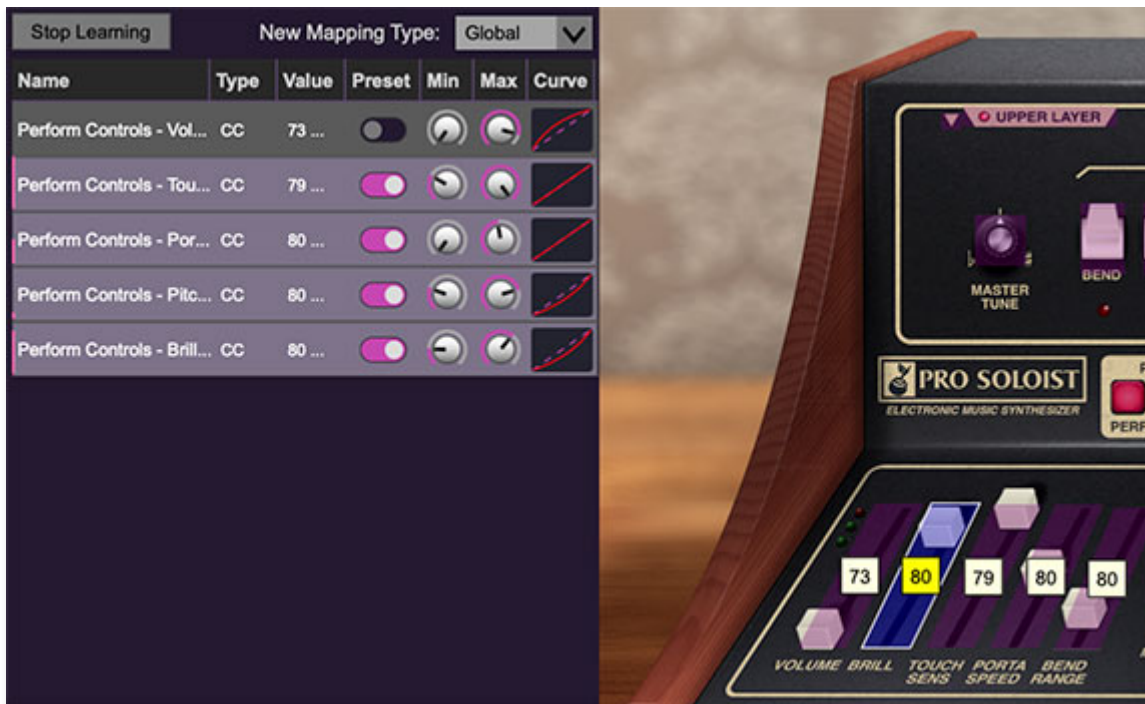 Stop Learning New Mapping Type: Global
Name Type Value Preset Min Max Curve
Perform Controls - Vol... CC 73 ...
Perform Controls - Tou... CC 79 ...
Perform Controls - Por... CC 80 ...
Perform Controls - Pitc... CC 80 ...
Perform Controls - Brill... CC 80 ...
UPPER LAYER
MASTER
TUNE
BEND
PRO SOLOIST
ELECTRONIC MUSIC SYNTHESIZER
PERF
73 80 79 80 80
VOLUME BRILL TOUCH SENS PORTA SPEED BEND RANGE